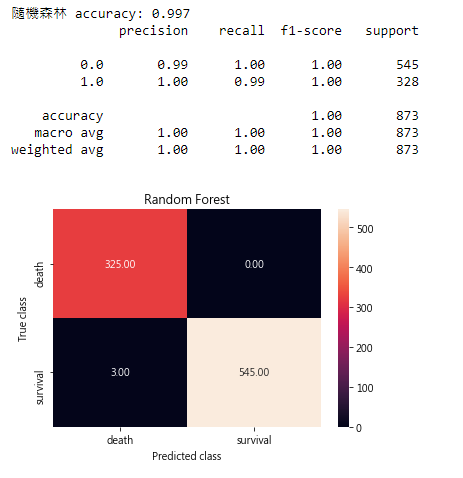 隨機森林 accuracy: 0.997
precision recall f1-score support
0.0 0.99 1.00 1.00 545
1.0 1.00 0.99 1.00 328
accuracy 1.00 873
macro avg 1.00 1.00 1.00 873
weighted avg 1.00 1.00 1.00 873
Random Forest
True class
death
survival
325.00 0.00
3.00 545.00
death survival
Predicted class
500
400
300
200
100
0